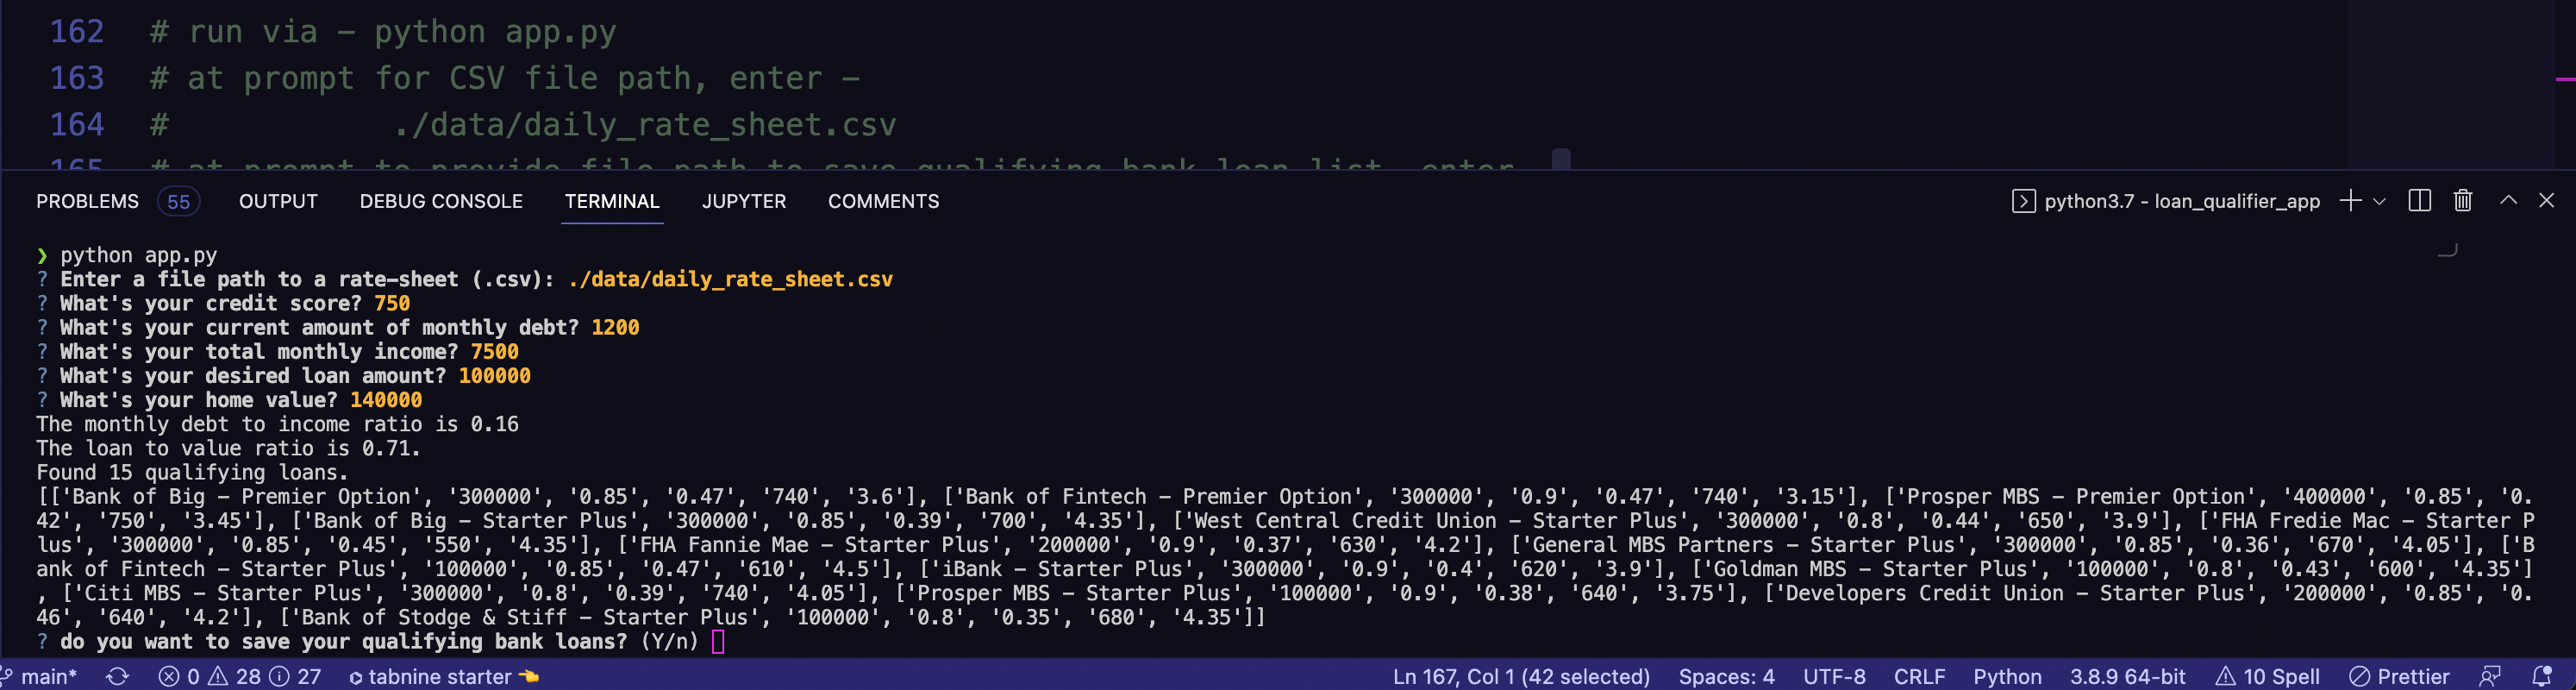 162 # run via - python app.py
163 # at prompt for CSV file path, enter -
164 # ./data/daily_rate_sheet.csv
165 # at prompt to provide file path to save qualifying bank loan list, enter
PROBLEMS 55 OUTPUT DEBUG CONSOLE TERMINAL JUPYTER COMMENTS python3.7 - loan_qualifier_app
❯ python app.py
? Enter a file path to a rate-sheet (.csv): ./data/daily_rate_sheet.csv
? What's your credit score? 750
? What's your current amount of monthly debt? 1200
? What's your total monthly income? 7500
? What's your desired loan amount? 100000
? What's your home value? 140000
The monthly debt to income ratio is 0.16
The loan to value ratio is 0.71.
Found 15 qualifying loans.
[['Bank of Big - Premier Option', '300000', '0.85', '0.47', '740', '3.6'], ['Bank of Fintech - Premier Option', '300000', '0.9', '0.47', '740', '3.15'], ['Prosper MBS - Premier Option', '400000', '0.85', '0.
42', '750', '3.45'], ['Bank of Big - Starter Plus', '300000', '0.85', '0.39', '700', '4.35'], ['West Central Credit Union - Starter Plus', '300000', '0.8', '0.44', '650', '3.9'], ['FHA Fredie Mac - Starter P
lus', '300000', '0.85', '0.45', '550', '4.35'], ['FHA Fannie Mae - Starter Plus', '200000', '0.9', '0.37', '630', '4.2'], ['General MBS Partners - Starter Plus', '300000', '0.85', '0.36', '670', '4.05'], ['B
ank of Fintech - Starter Plus', '100000', '0.85', '0.47', '610', '4.5'], ['iBank - Starter Plus', '300000', '0.9', '0.4', '620', '3.9'], ['Goldman MBS - Starter Plus', '100000', '0.8', '0.43', '600', '4.35']
, ['Citi MBS - Starter Plus', '300000', '0.8', '0.39', '740', '4.05'], ['Prosper MBS - Starter Plus', '100000', '0.9', '0.38', '640', '3.75'], ['Developers Credit Union - Starter Plus', '200000', '0.85', '0.
46', '640', '4.2'], ['Bank of Stodge & Stiff - Starter Plus', '100000', '0.8', '0.35', '680', '4.35']]
? do you want to save your qualifying bank loans? (Y/n)
main* 0 28 27 tabnine starter Ln 167, Col 1 (42 selected) Spaces: 4 UTF-8 CRLF Python 3.8.9 64-bit 10 Spell Prettier